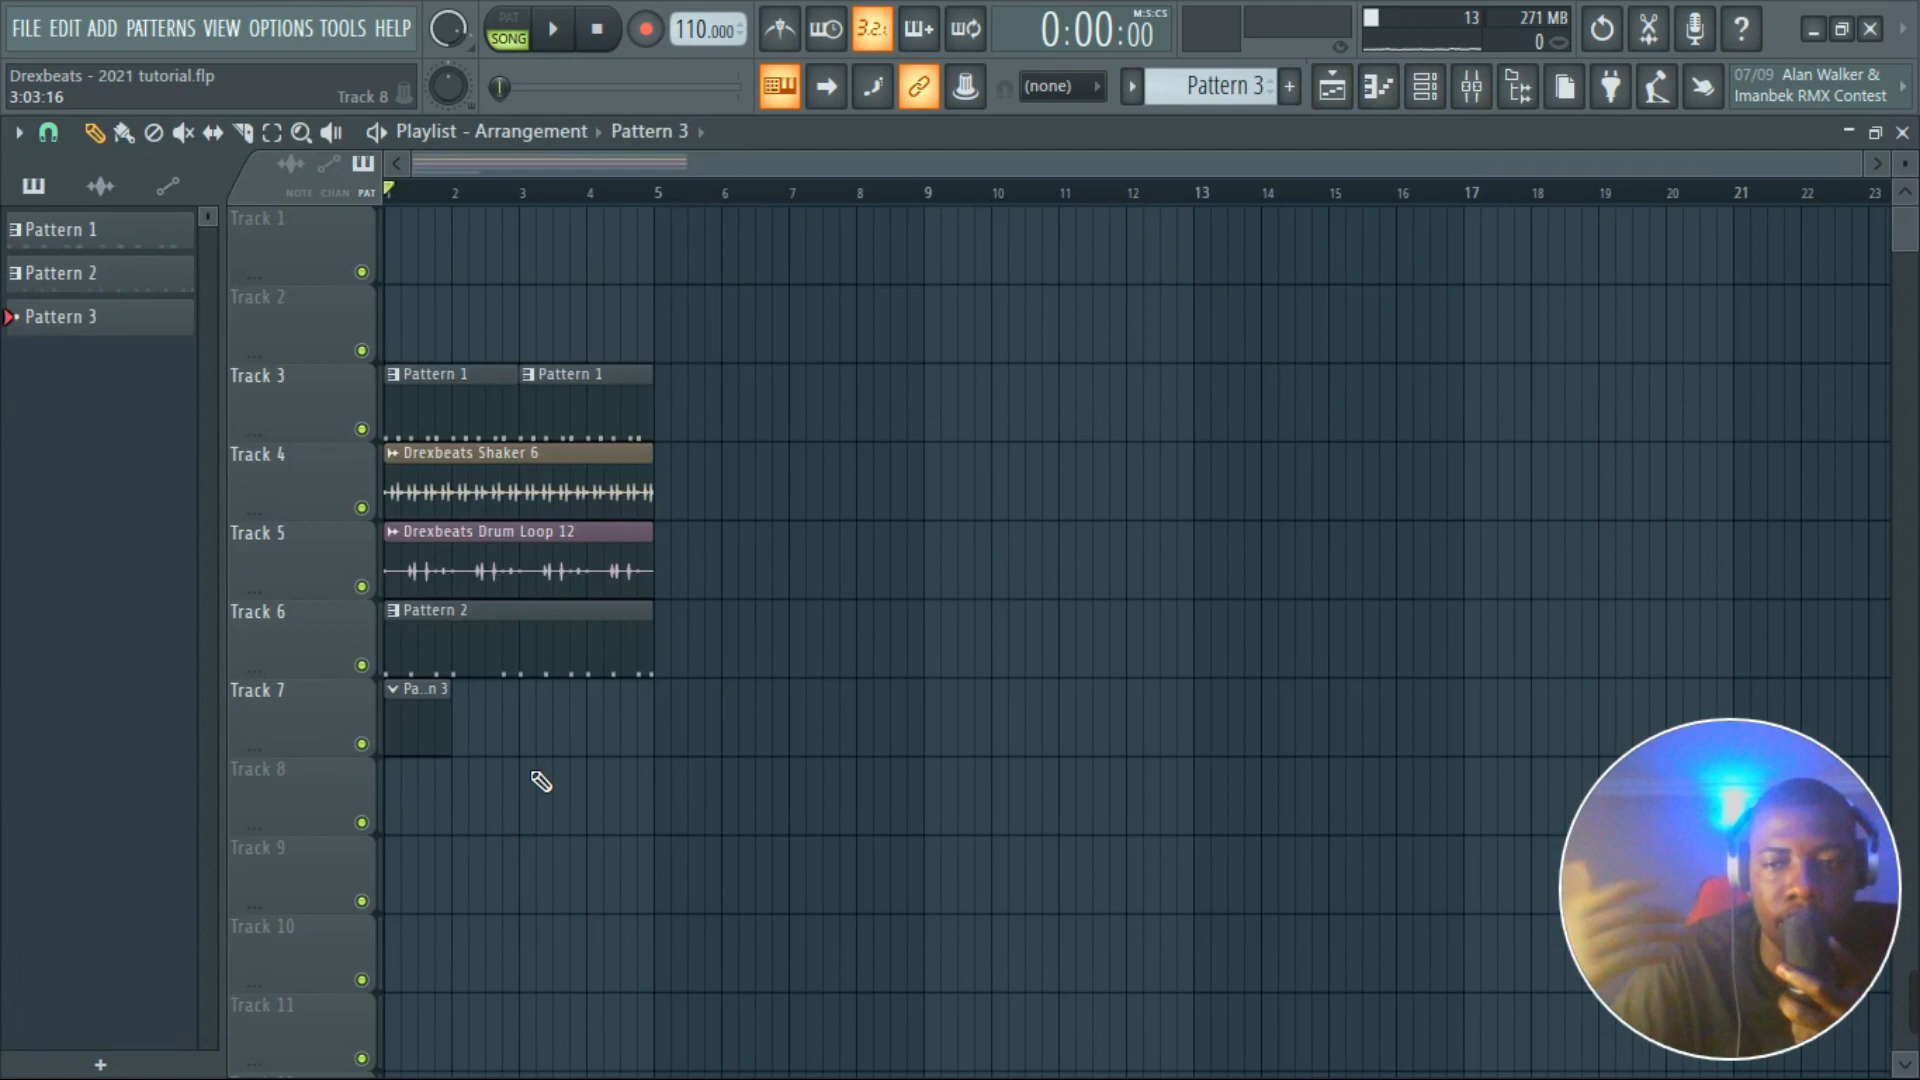 FILE EDIT ADD PATTERNS VIEW OPTIONS TOOLS HELP
PAT
SONG
110.000
3.2.
0:00:00
M:S:CS
13
271 MB
0
Drexbeats - 2021 tutorial.flp
3:03:16
Track 8
(none)
Pattern 3
+
07/09 Alan Walker &
Imanbek RMX Contest
Playlist - Arrangement Pattern 3
NOTE CHAN PAT
2 3 4 5 6 7 8 9 10 11 12 13 14 15 16 17 18 19 20 21 22 23
Pattern 1
Pattern 2
Pattern 3
Track 1
Track 2
Track 3
Pattern 1
Pattern 1
Track 4
Drexbeats Shaker 6
Track 5
Drexbeats Drum Loop 12
Track 6
Pattern 2
Track 7
Pa..n 3
Track 8
Track 9
Track 10
Track 11
+